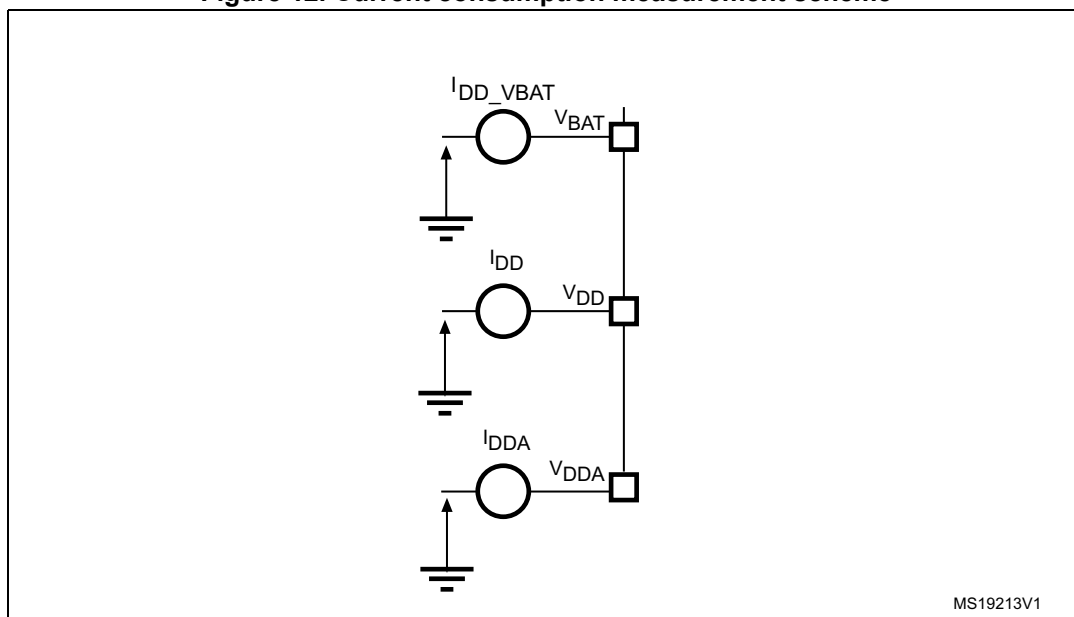 Figure 12. Current consumption measurement scheme
IDD_VBAT
VBAT
IDD
VDD
IDDA
VDDA
MS19213V1